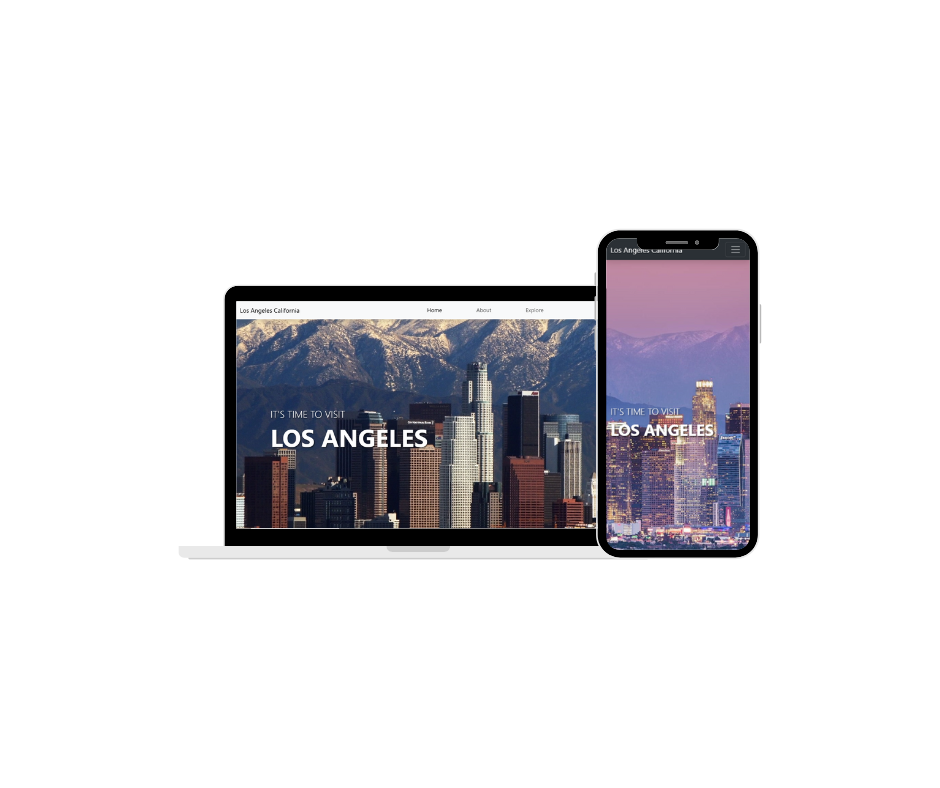 Los Angeles California
Home
About
Explore
IT'S TIME TO VISIT
LOS ANGELES
Los Angeles California
IT'S TIME TO VISIT
LOS ANGELES